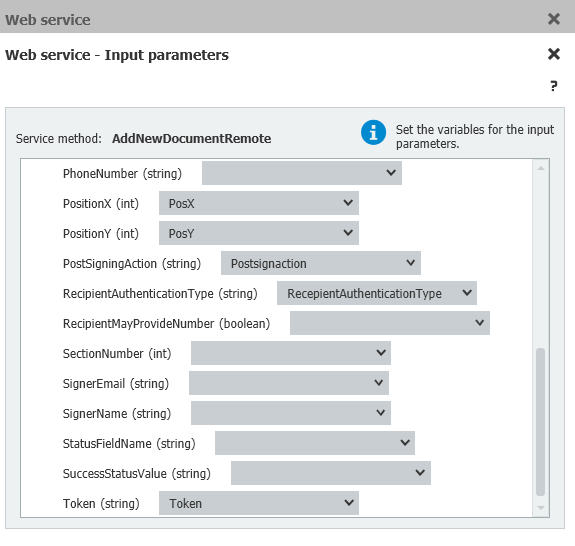 Web service
Web service - Input parameters
?
Service method: AddNewDocumentRemote
Set the variables for the input
parameters.
PhoneNumber (string)
PositionX (int) PosX
PositionY (int) PosY
PostSigningAction (string) Postsignaction
RecipientAuthenticationType (string) RecepientAuthenticationType
RecipientMayProvideNumber (boolean)
SectionNumber (int)
SignerEmail (string)
SignerName (string)
StatusFieldName (string)
SuccessStatusValue (string)
Token (string) Token